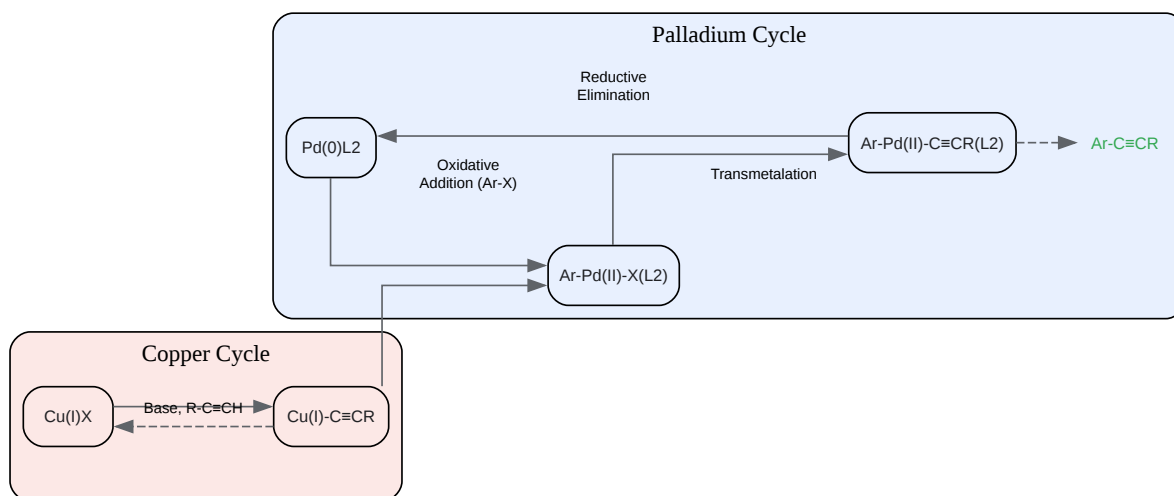 Palladium Cycle
Reductive
Elimination
Pd(0)L2
Ar-Pd(II)-C≡CR(L2)
Ar-C≡CR
Oxidative
Addition (Ar-X)
Transmetalation
Ar-Pd(II)-X(L2)
Copper Cycle
Cu(I)X
Base, R-C≡CH
Cu(I)-C≡CR